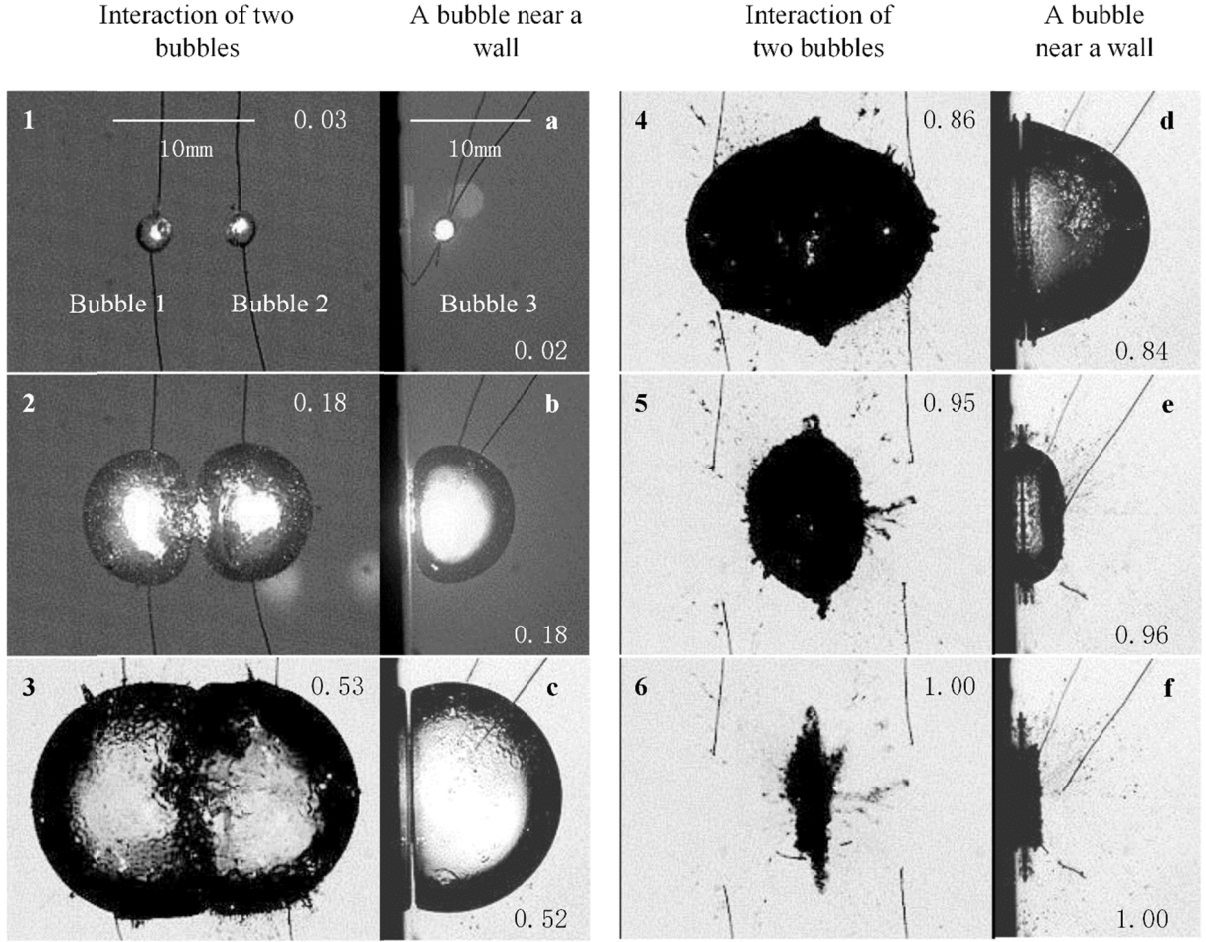 Interaction of two
bubbles
A bubble near a
wall
Interaction of
two bubbles
A bubble
near a wall
1
0.03
10mm
Bubble 1
Bubble 2
a
10mm
Bubble 3
0.02
2
0.18
b
0.18
3
0.53
c
0.52
4
0.86
d
0.84
5
0.95
e
0.96
6
1.00
f
1.00